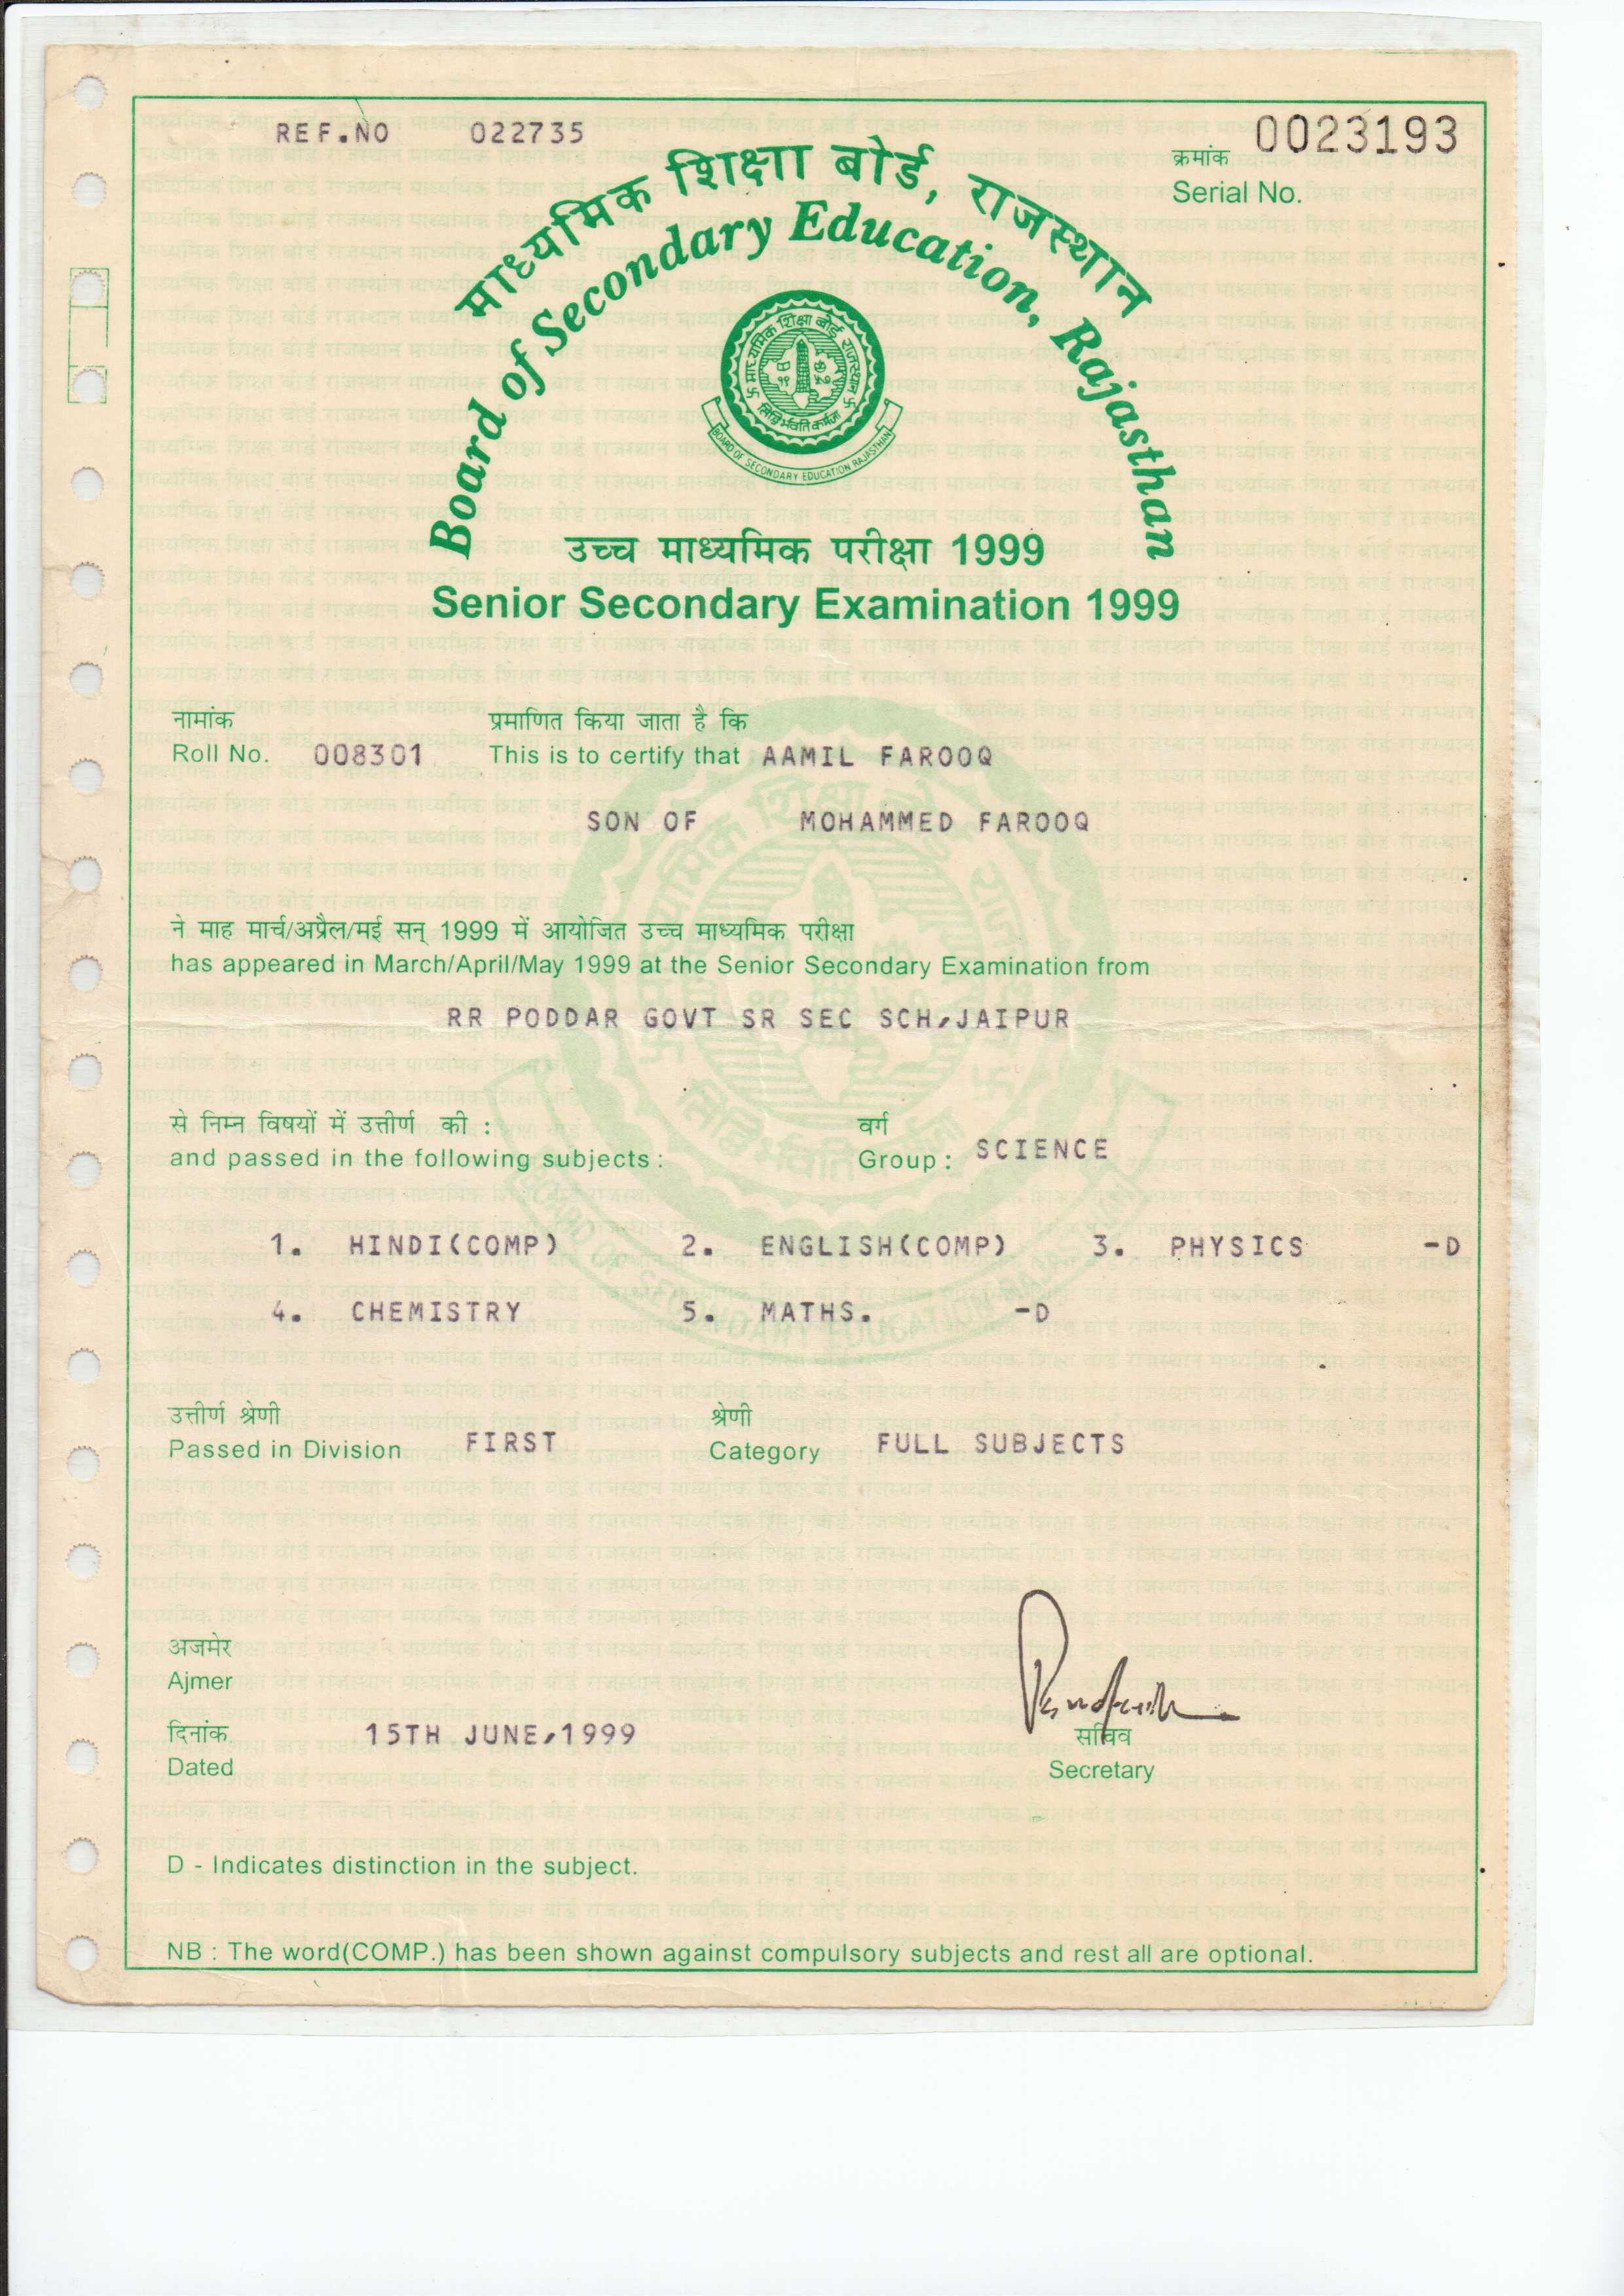 REF.NO 022735
क्रमांक 0023193
Serial No.
माध्यमिक शिक्षा बोर्ड, राजस्थान
Board of Secondary Education, Rajasthan
माध्यमिक शिक्षा बोर्ड राजस्थान
सिद्धिर्भवति कर्मजा
BOARD OF SECONDARY EDUCATION RAJASTHAN
उच्च माध्यमिक परीक्षा 1999
Senior Secondary Examination 1999
नामांक प्रमाणित किया जाता है कि
Roll No. 008301 This is to certify that AAMIL FAROOQ
SON OF MOHAMMED FAROOQ
ने माह मार्च/अप्रैल/मई सन् 1999 में आयोजित उच्च माध्यमिक परीक्षा
has appeared in March/April/May 1999 at the Senior Secondary Examination from
RR PODDAR GOVT SR SEC SCH,JAIPUR
से निम्न विषयों में उत्तीर्ण की : वर्ग
and passed in the following subjects : Group : SCIENCE
1. HINDI(COMP) 2. ENGLISH(COMP) 3. PHYSICS -D
4. CHEMISTRY 5. MATHS. -D
उत्तीर्ण श्रेणी श्रेणी
Passed in Division FIRST Category FULL SUBJECTS
अजमेर
Ajmer
दिनांक 15TH JUNE,1999 सचिव
Dated Secretary
D - Indicates distinction in the subject.
NB : The word(COMP.) has been shown against compulsory subjects and rest all are optional.